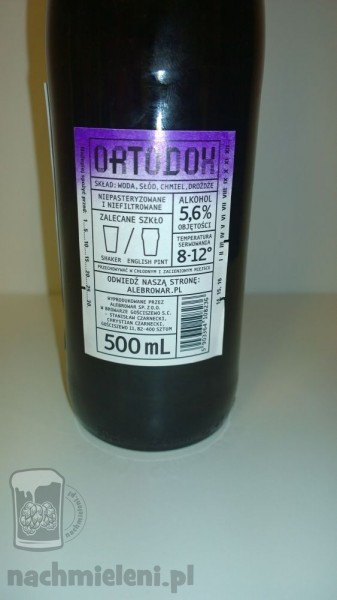 ORTODOX
SKŁAD: WODA, SŁÓD, CHMIEL, DROŻDŻE
NIEPASTERYZOWANE
I NIEFILTROWANE
ZALECANE SZKŁO
SHAKER
ENGLISH PINT
ALKOHOL
5,6%
OBJĘTOŚCI
TEMPERATURA
SERWOWANIA
8-12°
PRZECHOWYWAĆ W CHŁODNYM I ZACIENIONYM MIEJSCU
ODWIEDŹ NASZĄ STRONĘ:
ALEBROWAR.PL
WYPRODUKOWANE PRZEZ
ALEBROWAR SP. Z O.O.
W BROWARZE GOŚCISZEWO S.C.
- STANISŁAW CZARNECKI,
CHRYSTIAN CZARNECKI,
GOŚCISZEWO 11, 82-400 SZTUM
500 mL
nachmieleni.pl
nachmieleni.pl